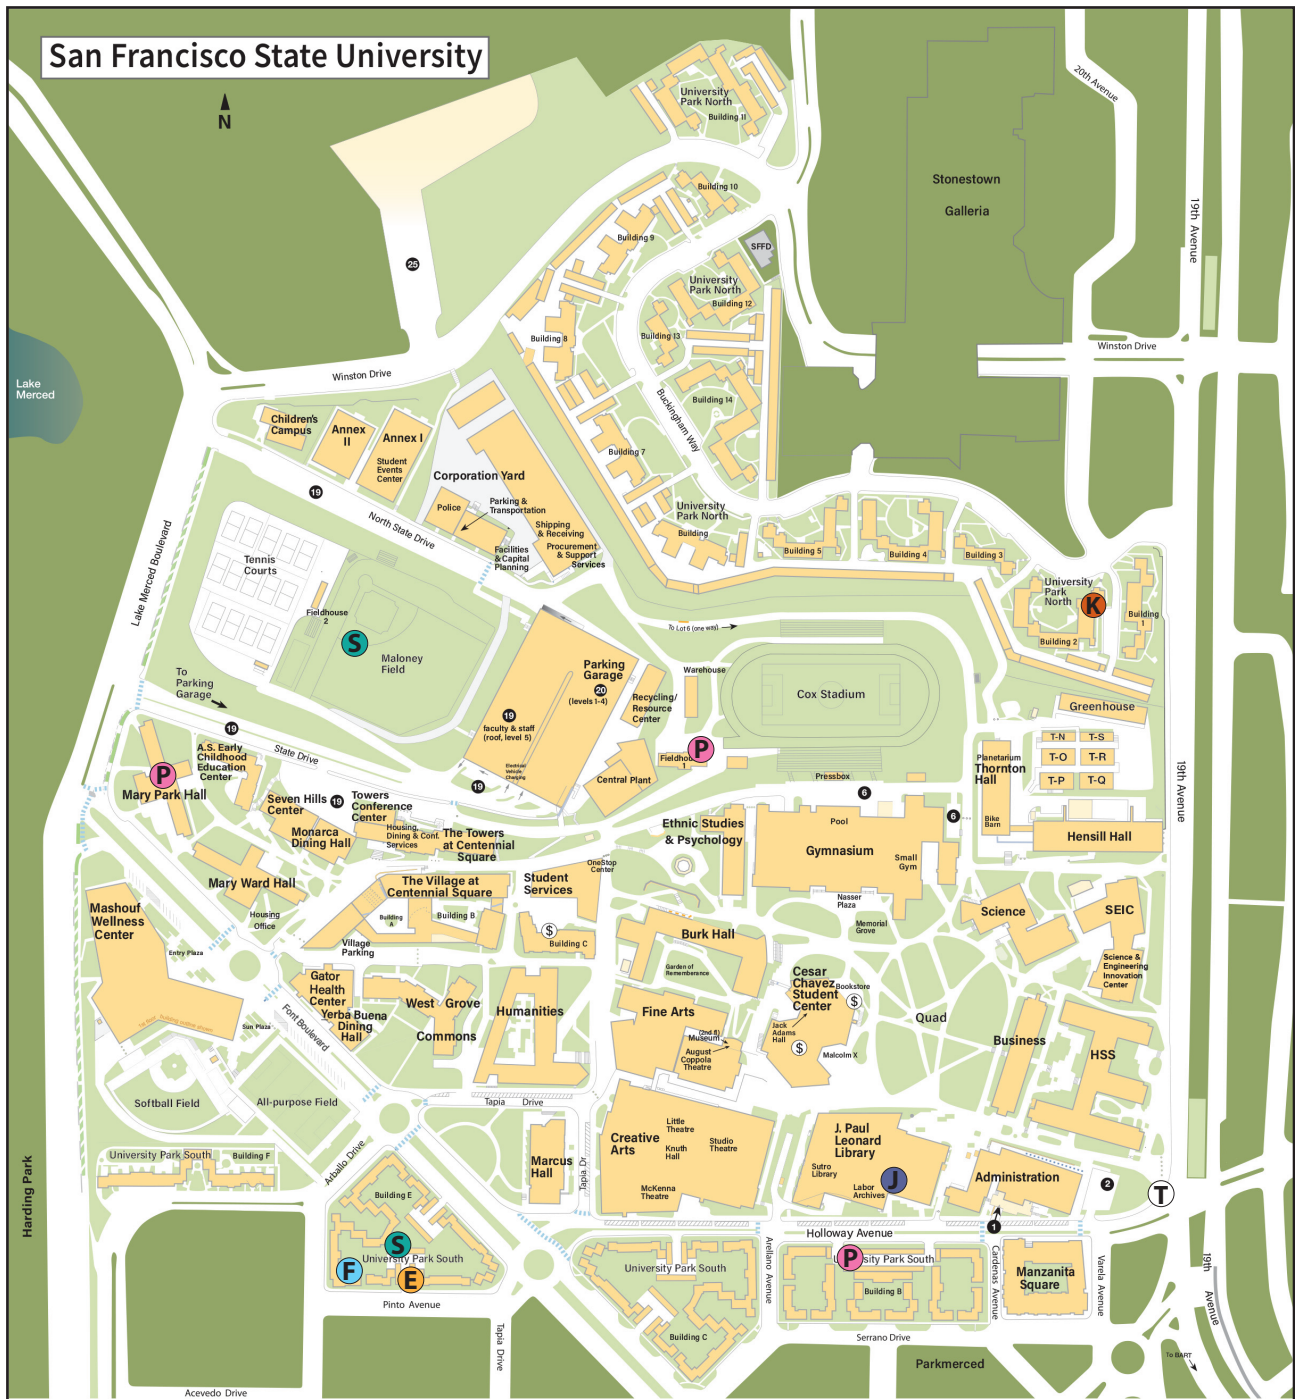 San Francisco State University
N
University
Park North
Building 11
20th Avenue
Stonestown
Galleria
19th Avenue
Building 10
Building 9
SFFD
25
University
Park North
Building 12
Building 13
Building 8
Winston Drive
Winston Drive
Lake
Merced
Building 14
Buckingham Way
Children's
Campus
Annex
II
Annex I
Student
Events
Center
Building 7
Corporation Yard
19
Police
Parking &
Transportation
University
Park North
Building
North State Drive
Shipping
& Receiving
Procurement
& Support
Services
Facilities
& Capital
Planning
Building 5
Building 4
Building 3
Lake Merced Boulevard
Tennis
Courts
University
Park
North
K
Building
1
Building 2
Fieldhouse
2
S
Maloney
Field
To Lot 6 (one way)
Parking
Garage
20
(levels 1-4)
Warehouse
Cox Stadium
To
Parking
Garage
Recycling/
Resource
Center
Greenhouse
19
faculty & staff
(roof, level 5)
19
State Drive
T-N
T-S
T-O
T-R
T-P
T-Q
P
Fieldhou
1
Planetarium
Thornton
Hall
A.S. Early
Childhood
Education
Center
P
Mary Park Hall
Electrical
Vehicle
Charging
Central Plant
Pressbox
19
6
19th Avenue
Seven Hills
Center
19
Towers
Conference
Center
6
Bike
Barn
Ethnic Studies
& Psychology
Pool
Gymnasium
Small
Gym
Hensill Hall
Monarca
Dining Hall
Housing,
Dining & Conf.
Services
The Towers
at Centennial
Square
OneStop
Center
Student
Services
Mary Ward Hall
The Village at
Centennial Square
Building
A
Building B
Nasser
Plaza
Memorial
Grove
Science
SEIC
Mashouf
Wellness
Center
Housing
Office
$
Building C
Burk Hall
Village
Parking
Entry Plaza
Science &
Engineering
Innovation
Center
Garden of
Rememberance
Cesar
Chavez
Student
Center
Bookstore
$
Gator
Health
Center
Yerba Buena
Dining
Hall
West Grove
Commons
Humanities
Fine Arts
Quad
Font Boulevard
Sun Plaza
(2nd fl)
Museum
August
Coppola
Theatre
Jack
Adams
Hall
$
Malcolm X
Business
HSS
Softball Field
All-purpose Field
Tapia Drive
Little
Theatre
Creative
Arts
Knuth
Hall
Studio
Theatre
McKenna
Theatre
J. Paul
Leonard
Library
Sutro
Library
Labor
Archives
J
University Park South
Building F
Arballo Drive
Marcus
Hall
Tapia Dr.
Administration
2
T
1
Harding Park
Building E
S
University Park South
F
E
Pinto Avenue
Holloway Avenue
University Park South
Arellano Avenue
P
University Park South
Building B
Cardenas Avenue
Manzanita
Square
Varela Avenue
19th
Avenue
Building C
Serrano Drive
Tapia Drive
Parkmerced
To BART
Acevedo Drive